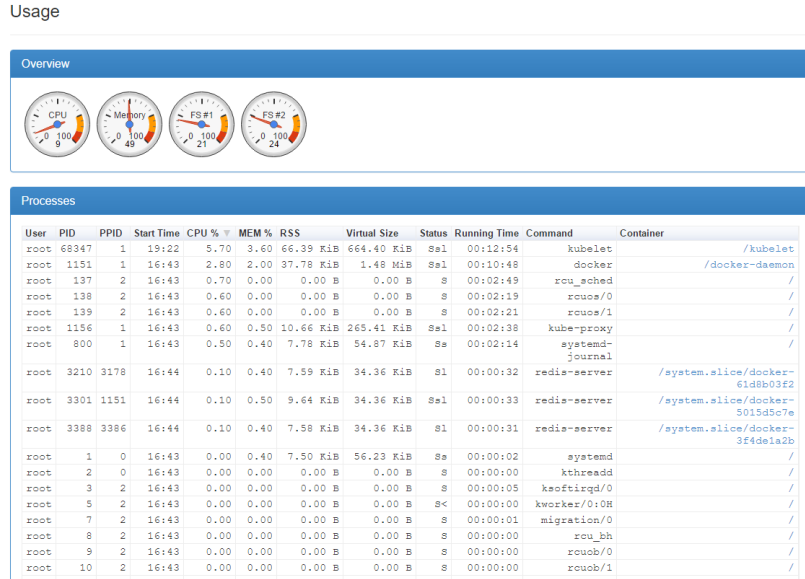 Usage
Overview
CPU Memory FS #1 FS #2
0 100 0 100 0 100 0 100
9 49 21 24
Processes
User PID PPID Start Time CPU % ▼ MEM % RSS Virtual Size Status Running Time Command Container
root 68347 1 19:22 5.70 3.60 66.39 KiB 664.40 KiB Ssl 00:12:54 kubelet /kubelet
root 1151 1 16:43 2.80 2.00 37.78 KiB 1.48 MiB Ssl 00:10:48 docker /docker-daemon
root 137 2 16:43 0.70 0.00 0.00 B 0.00 B S 00:02:49 rcu_sched /
root 138 2 16:43 0.60 0.00 0.00 B 0.00 B S 00:02:19 rcuos/0 /
root 139 2 16:43 0.60 0.00 0.00 B 0.00 B S 00:02:21 rcuos/1 /
root 1156 1 16:43 0.60 0.50 10.66 KiB 265.41 KiB Ssl 00:02:38 kube-proxy /
root 800 1 16:43 0.50 0.40 7.78 KiB 54.87 KiB Ss 00:02:14 systemd- /
journal
root 3210 3178 16:44 0.10 0.40 7.59 KiB 34.36 KiB Sl 00:00:32 redis-server /system.slice/docker-
61d8b03f2
root 3301 1151 16:44 0.10 0.50 9.64 KiB 34.36 KiB Ssl 00:00:33 redis-server /system.slice/docker-
5015d5c7e
root 3388 3386 16:44 0.10 0.40 7.58 KiB 34.36 KiB Sl 00:00:31 redis-server /system.slice/docker-
3f4de1a2b
root 1 0 16:43 0.00 0.40 7.50 KiB 56.23 KiB Ss 00:00:02 systemd /
root 2 0 16:43 0.00 0.00 0.00 B 0.00 B S 00:00:00 kthreadd /
root 3 2 16:43 0.00 0.00 0.00 B 0.00 B S 00:00:05 ksoftirqd/0 /
root 5 2 16:43 0.00 0.00 0.00 B 0.00 B S< 00:00:00 kworker/0:0H /
root 7 2 16:43 0.00 0.00 0.00 B 0.00 B S 00:00:01 migration/0 /
root 8 2 16:43 0.00 0.00 0.00 B 0.00 B S 00:00:00 rcu_bh /
root 9 2 16:43 0.00 0.00 0.00 B 0.00 B S 00:00:00 rcuob/0 /
root 10 2 16:43 0.00 0.00 0.00 B 0.00 B S 00:00:00 rcuob/1 /